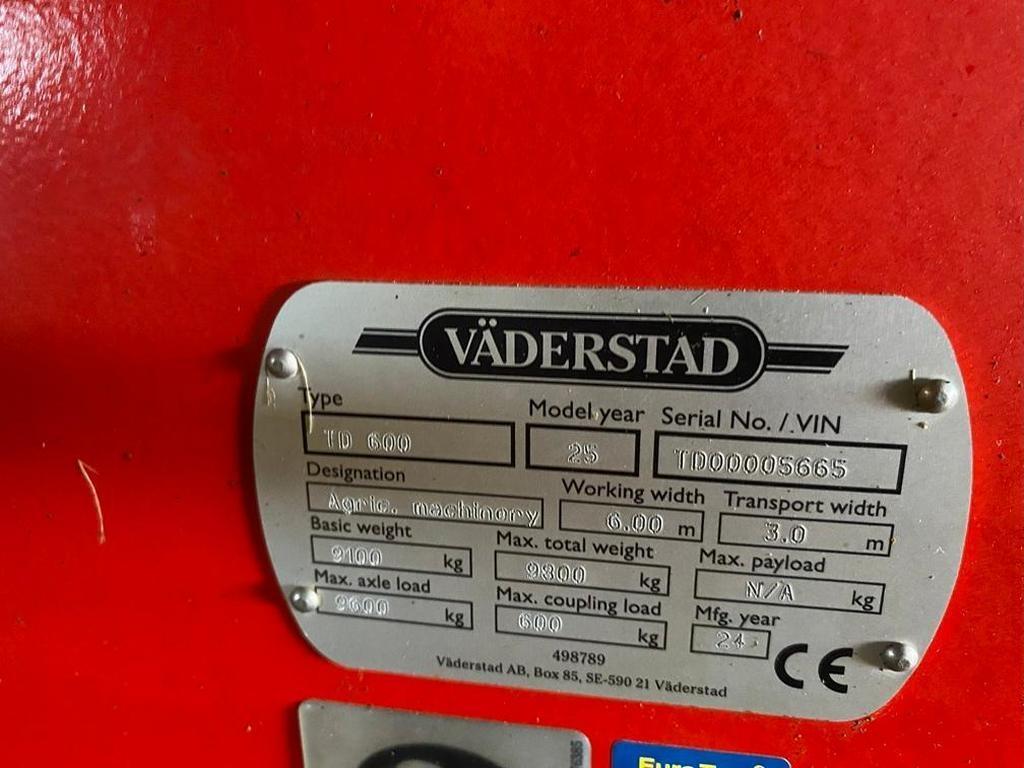 VÄDERSTAD
Type Model year Serial No. / VIN
TD 600 25 TD00005665
Designation Working width Transport width
Agric. machinery 6.00 m 3.0 m
Basic weight Max. total weight Max. payload
9100 kg 9800 kg N/A kg
Max. axle load Max. coupling load Mfg. year
9600 kg 600 kg 24
CE
498789
Väderstad AB, Box 85, SE-590 21 Väderstad